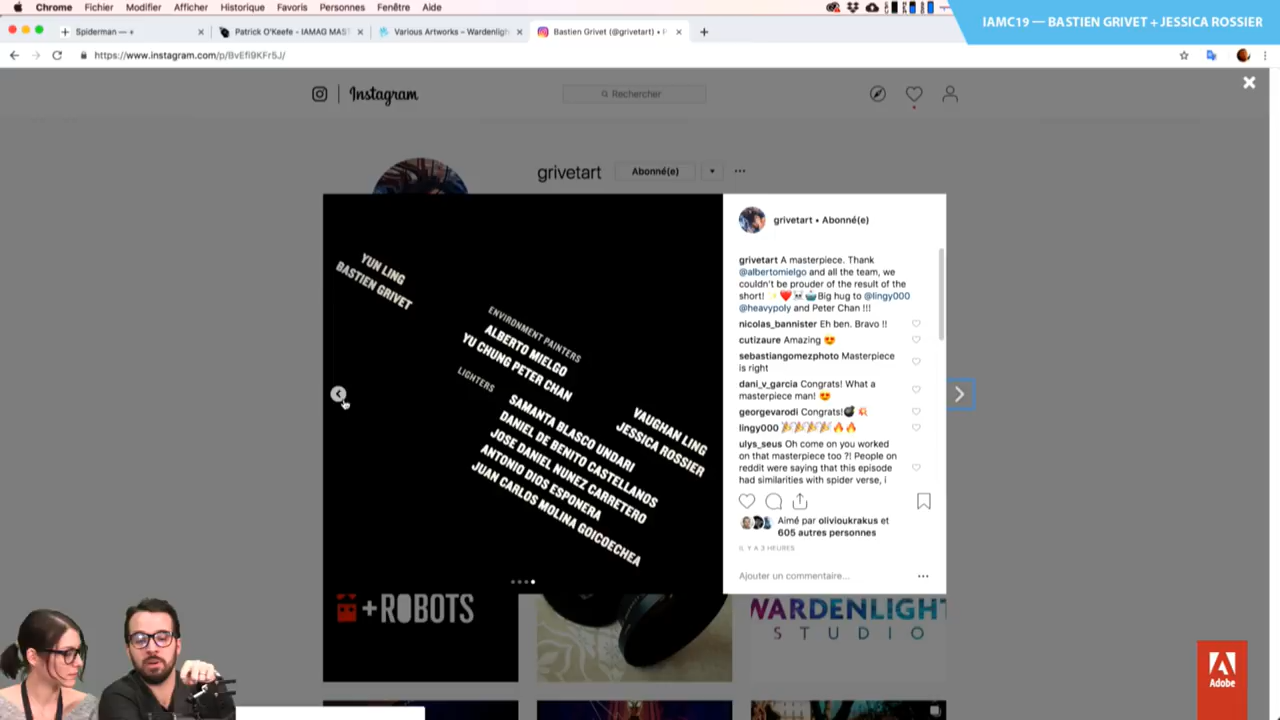 Chrome Fichier Modifier Afficher Historique Favoris Personnes Fenêtre Aide
IAMC19 — BASTIEN GRIVET + JESSICA ROSSIER
Spiderman — +
Patrick O'Keefe - IAMAG MAS
Various Artworks – Wardenligh
Bastien Grivet (@grivetart) •
https://www.instagram.com/p/BvEfi9KFr5J/
Instagram
Rechercher
grivetart
Abonné(e)
YUN LING
BASTIEN GRIVET
ENVIRONMENT PAINTERS
ALBERTO MIELGO
YU CHUNG PETER CHAN
LIGHTERS
SAMANTA BLASCO UNDARI
DANIEL DE BENITO CASTELLANOS
JOSE DANIEL NUNEZ CARRETERO
ANTONIO DIOS ESPONERA
JUAN CARLOS MOLINA GOICOECHEA
VAUGHAN LING
JESSICA ROSSIER
grivetart • Abonné(e)
grivetart A masterpiece. Thank
@albertomielgo and all the team, we
couldn't be prouder of the result of the
short! ✨❤️☠️🚢Big hug to @lingy000
@heavypoly and Peter Chan !!!
nicolas_bannister Eh ben. Bravo !!
cutizaure Amazing 😍
sebastiangomezphoto Masterpiece
is right
dani_v_garcia Congrats! What a
masterpiece man! 😍
georgevarodi Congrats!💣 💥
lingy000 🎉🎉🎉🎉🔥🔥
ulys_seus Oh come on you worked
on that masterpiece too ?! People on
reddit were saying that this episode
had similarities with spider verse, i
Aimé par olivioukrakus et
605 autres personnes
IL Y A 3 HEURES
Ajouter un commentaire...
+ROBOTS
WARDENLIGHT
STUDIO
Adobe